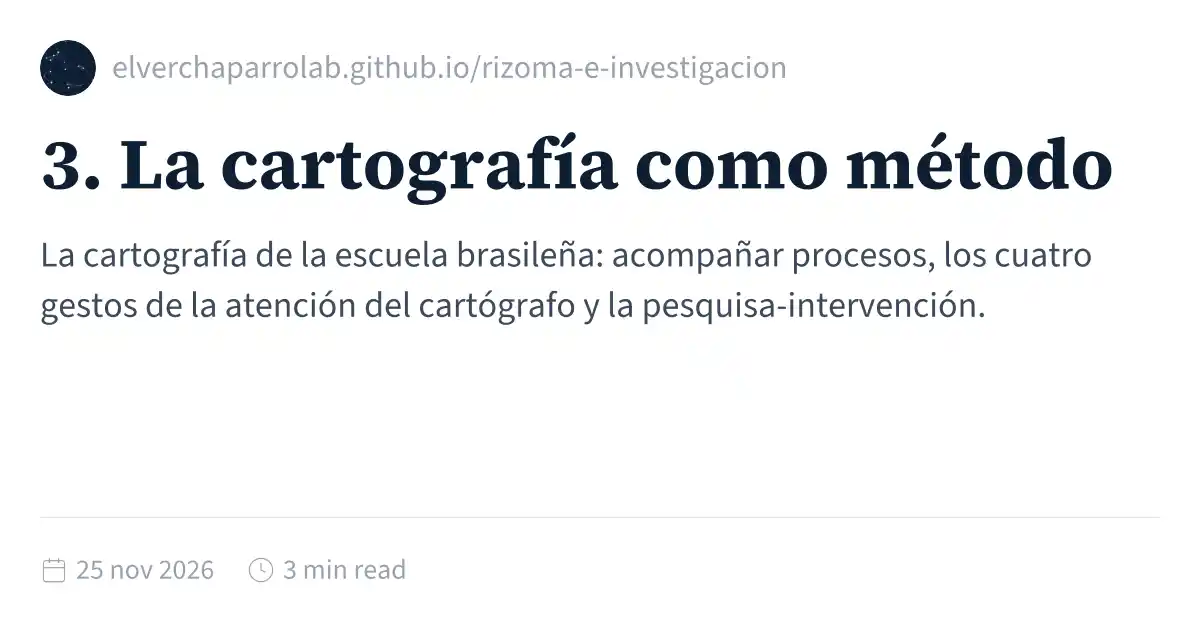 elverchaparrolab.github.io/rizoma-e-investigacion
3. La cartografía como método
La cartografía de la escuela brasileña: acompañar procesos, los cuatro
gestos de la atención del cartógrafo y la pesquisa-intervención.
25 nov 2026 3 min read